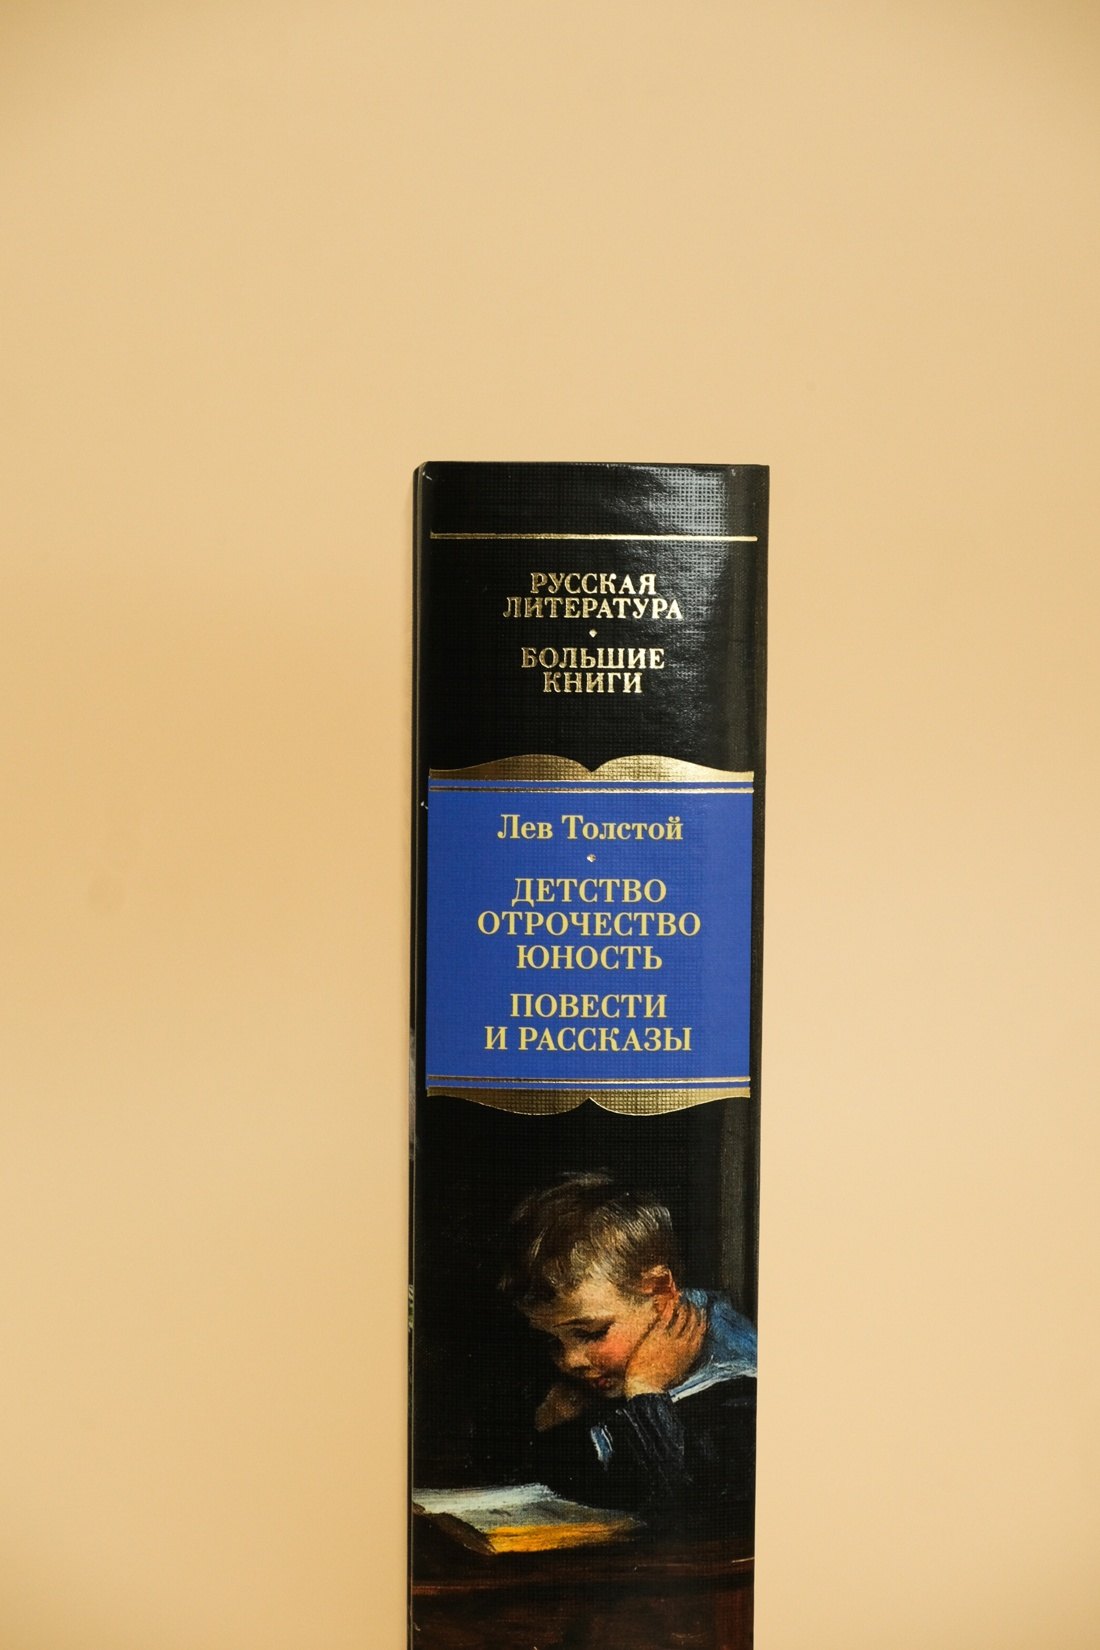 РУССКАЯ
ЛИТЕРАТУРА
БОЛЬШИЕ
КНИГИ
Лев Толстой
ДЕТСТВО
ОТРОЧЕСТВО
ЮНОСТЬ
ПОВЕСТИ
И РАССКАЗЫ